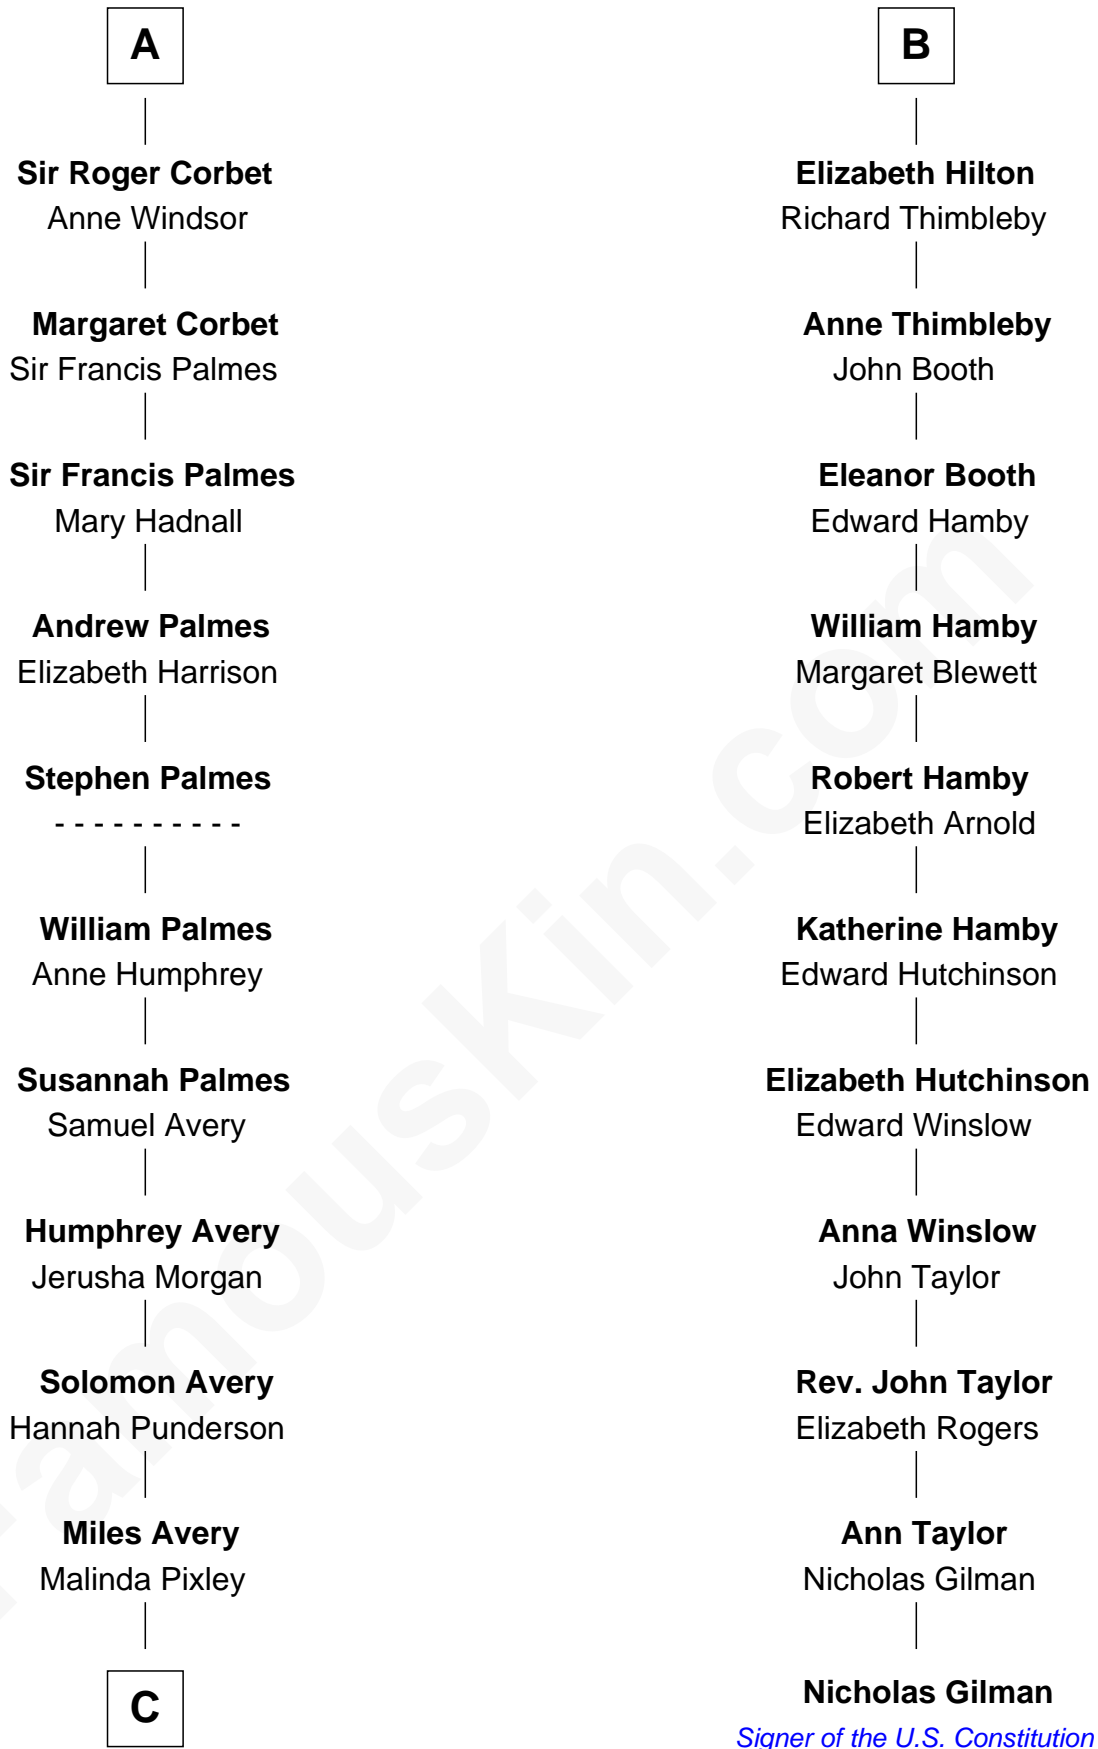 A
Sir Roger Corbet
Anne Windsor
Margaret Corbet
Sir Francis Palmes
Sir Francis Palmes
Mary Hadnall
Andrew Palmes
Elizabeth Harrison
Stephen Palmes
- - - - - - - - - -
William Palmes
Anne Humphrey
Susannah Palmes
Samuel Avery
Humphrey Avery
Jerusha Morgan
Solomon Avery
Hannah Punderson
Miles Avery
Malinda Pixley
C
B
Elizabeth Hilton
Richard Thimbleby
Anne Thimbleby
John Booth
Eleanor Booth
Edward Hamby
William Hamby
Margaret Blewett
Robert Hamby
Elizabeth Arnold
Katherine Hamby
Edward Hutchinson
Elizabeth Hutchinson
Edward Winslow
Anna Winslow
John Taylor
Rev. John Taylor
Elizabeth Rogers
Ann Taylor
Nicholas Gilman
Nicholas Gilman
Signer of the U.S. Constitution
FamousKin.com